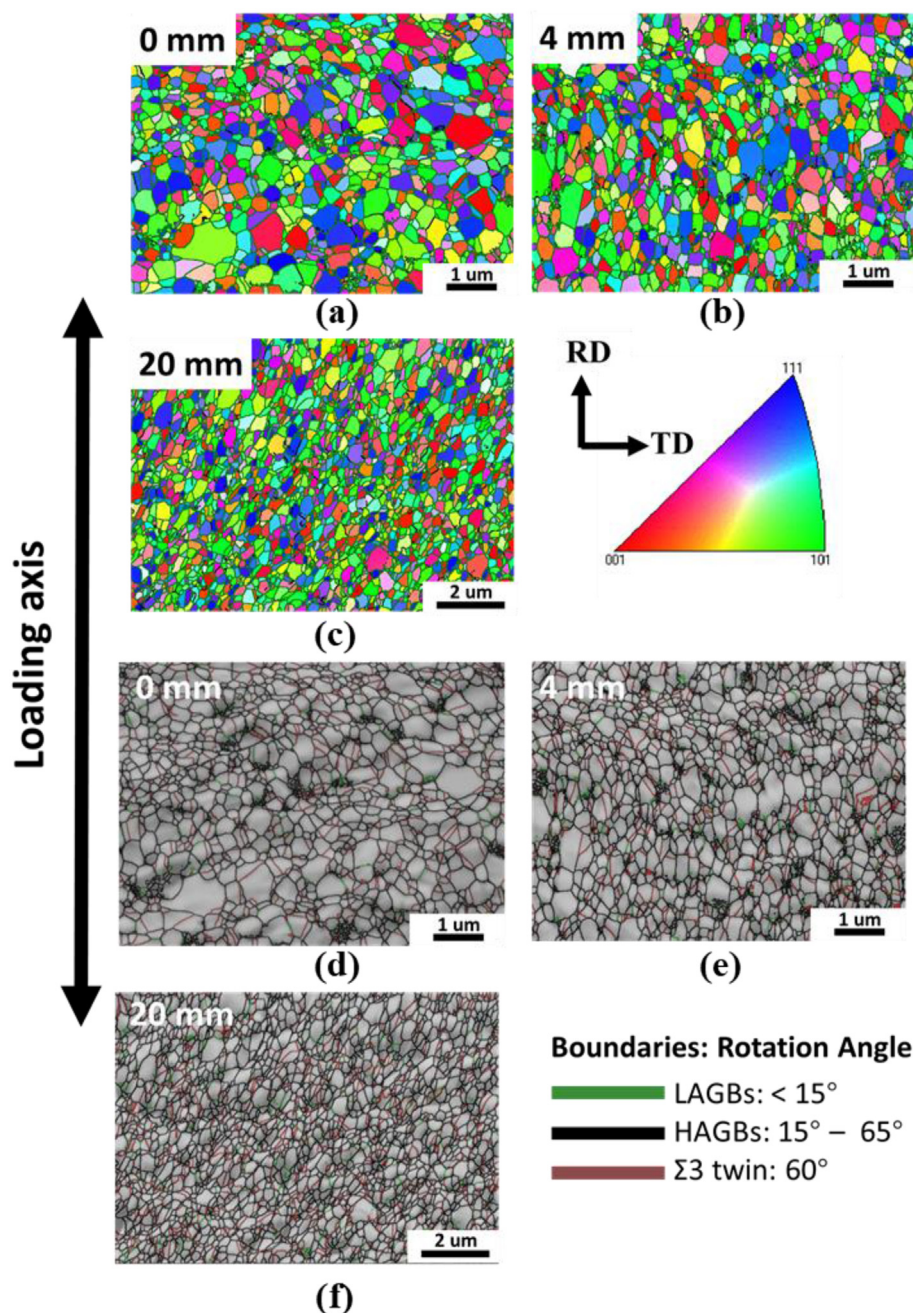 0 mm
4 mm
1 um
1 um
(a)
(b)
20 mm
RD
TD
111
001
101
2 um
(c)
Loading axis
0 mm
4 mm
1 um
1 um
(d)
(e)
20 mm
2 um
(f)
Boundaries: Rotation Angle
LAGBs: < 15°
HAGBs: 15° – 65°
Σ3 twin: 60°